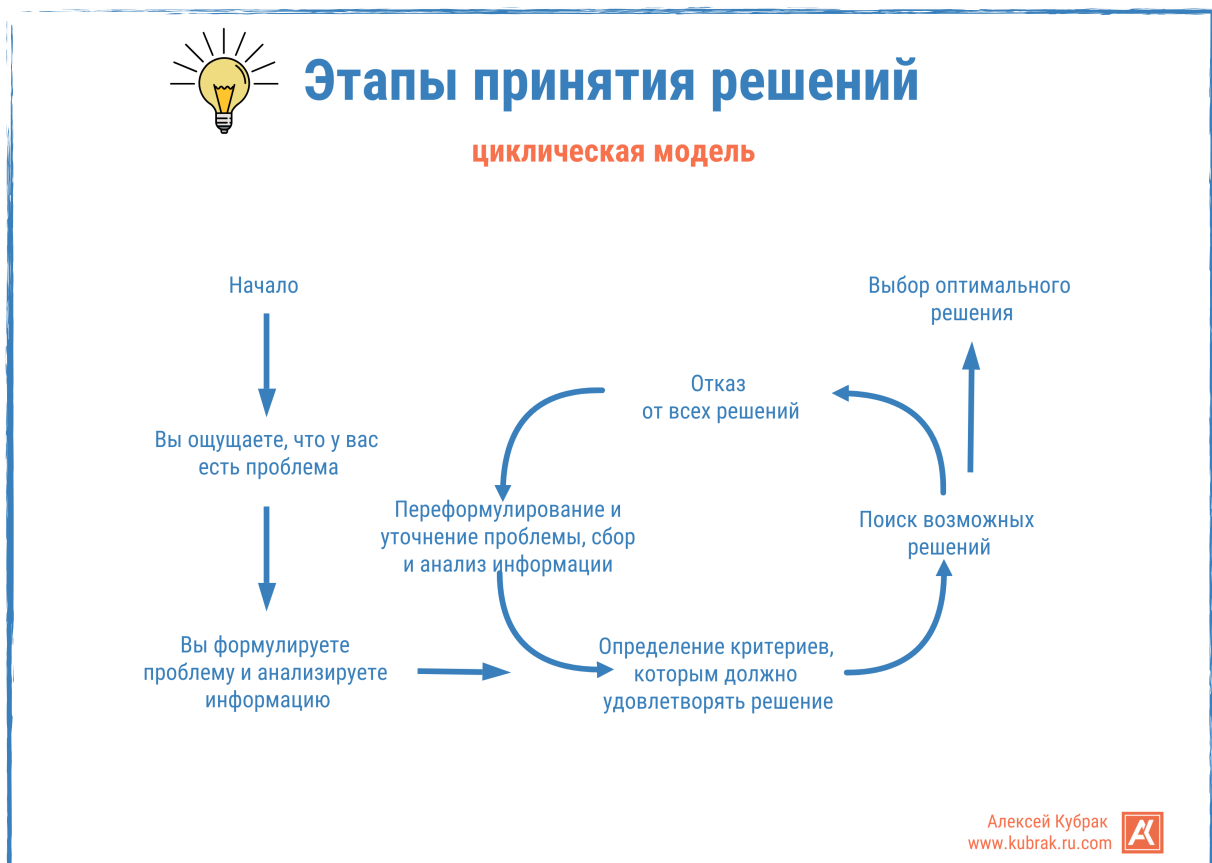 Этапы принятия решений
циклическая модель
Начало
Вы ощущаете, что у вас
есть проблема
Вы формулируете
проблему и анализируете
информацию
Переформулирование и
уточнение проблемы, сбор
и анализ информации
Определение критериев,
которым должно
удовлетворять решение
Поиск возможных
решений
Отказ
от всех решений
Выбор оптимального
решения
Алексей Кубрак
www.kubrak.ru.com
АК